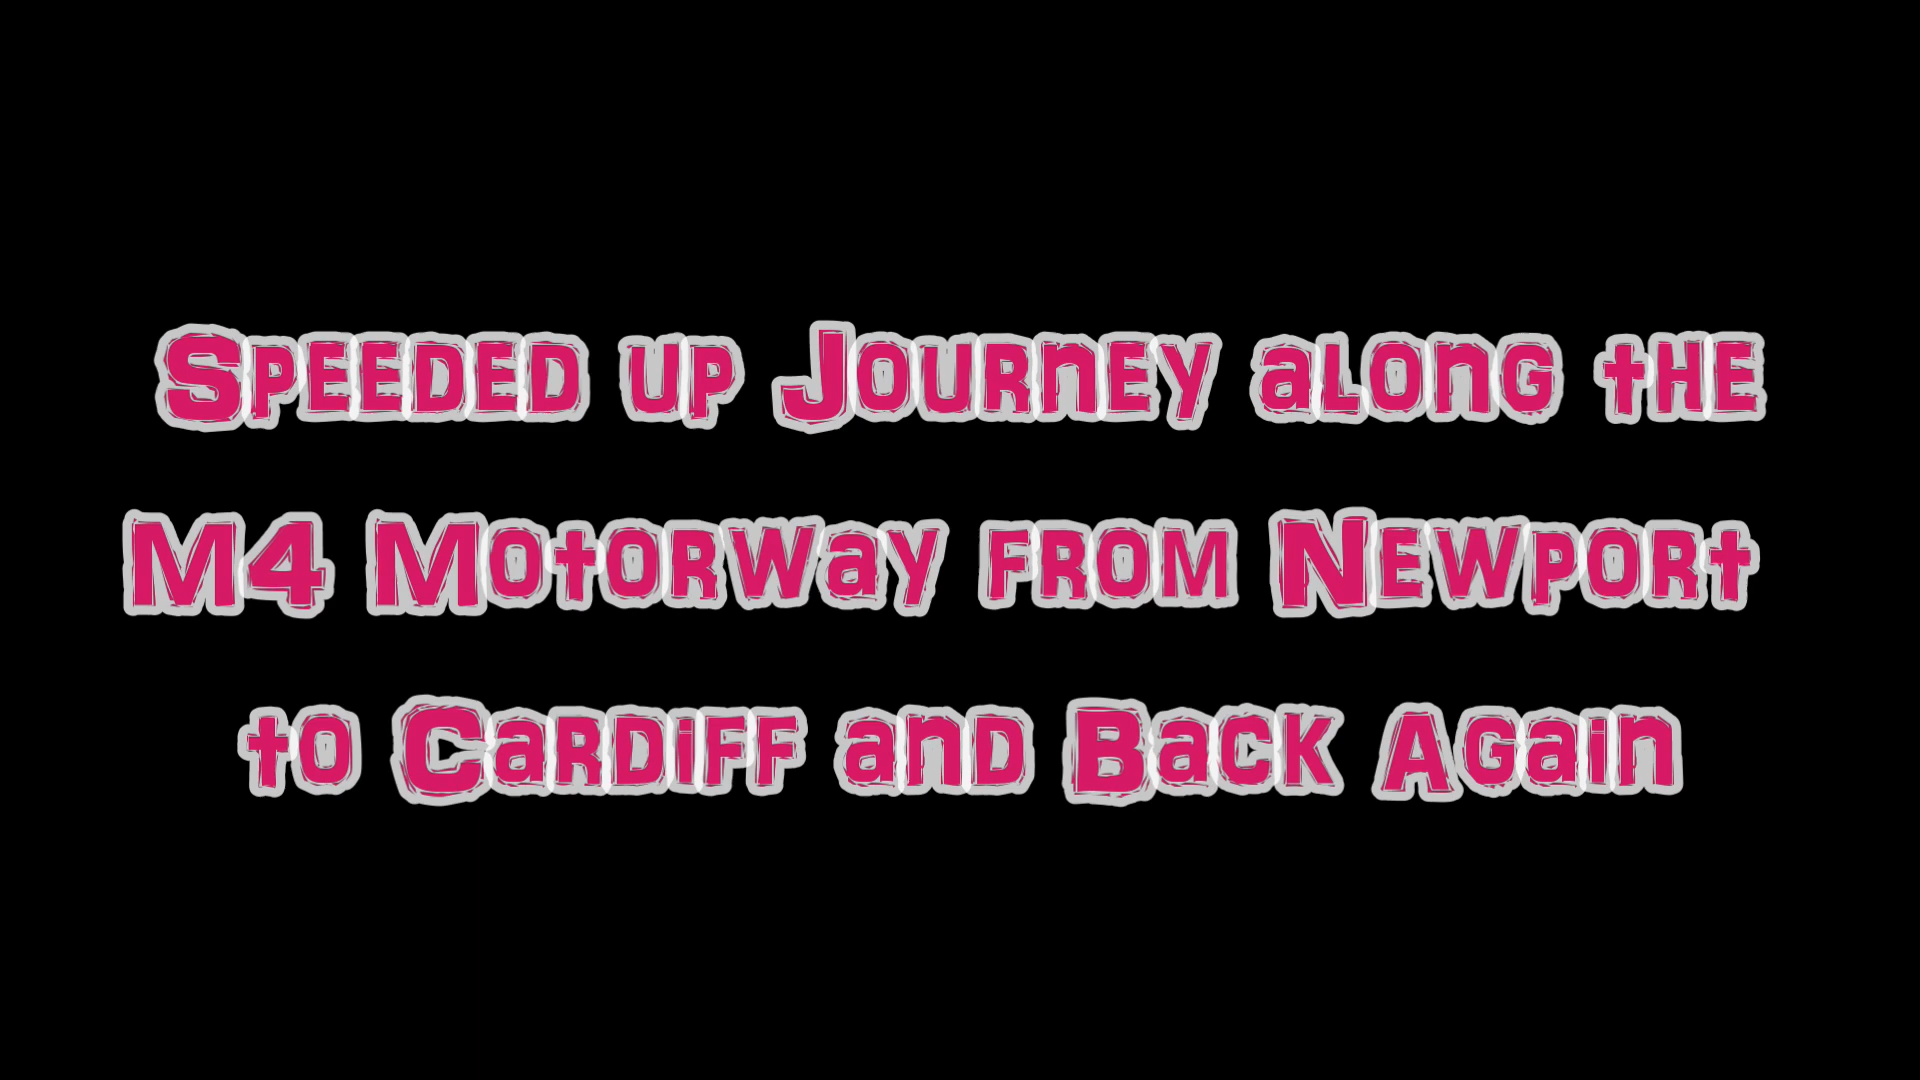 Speeded up Journey along the
M4 Motorway from Newport
to Cardiff and Back Again